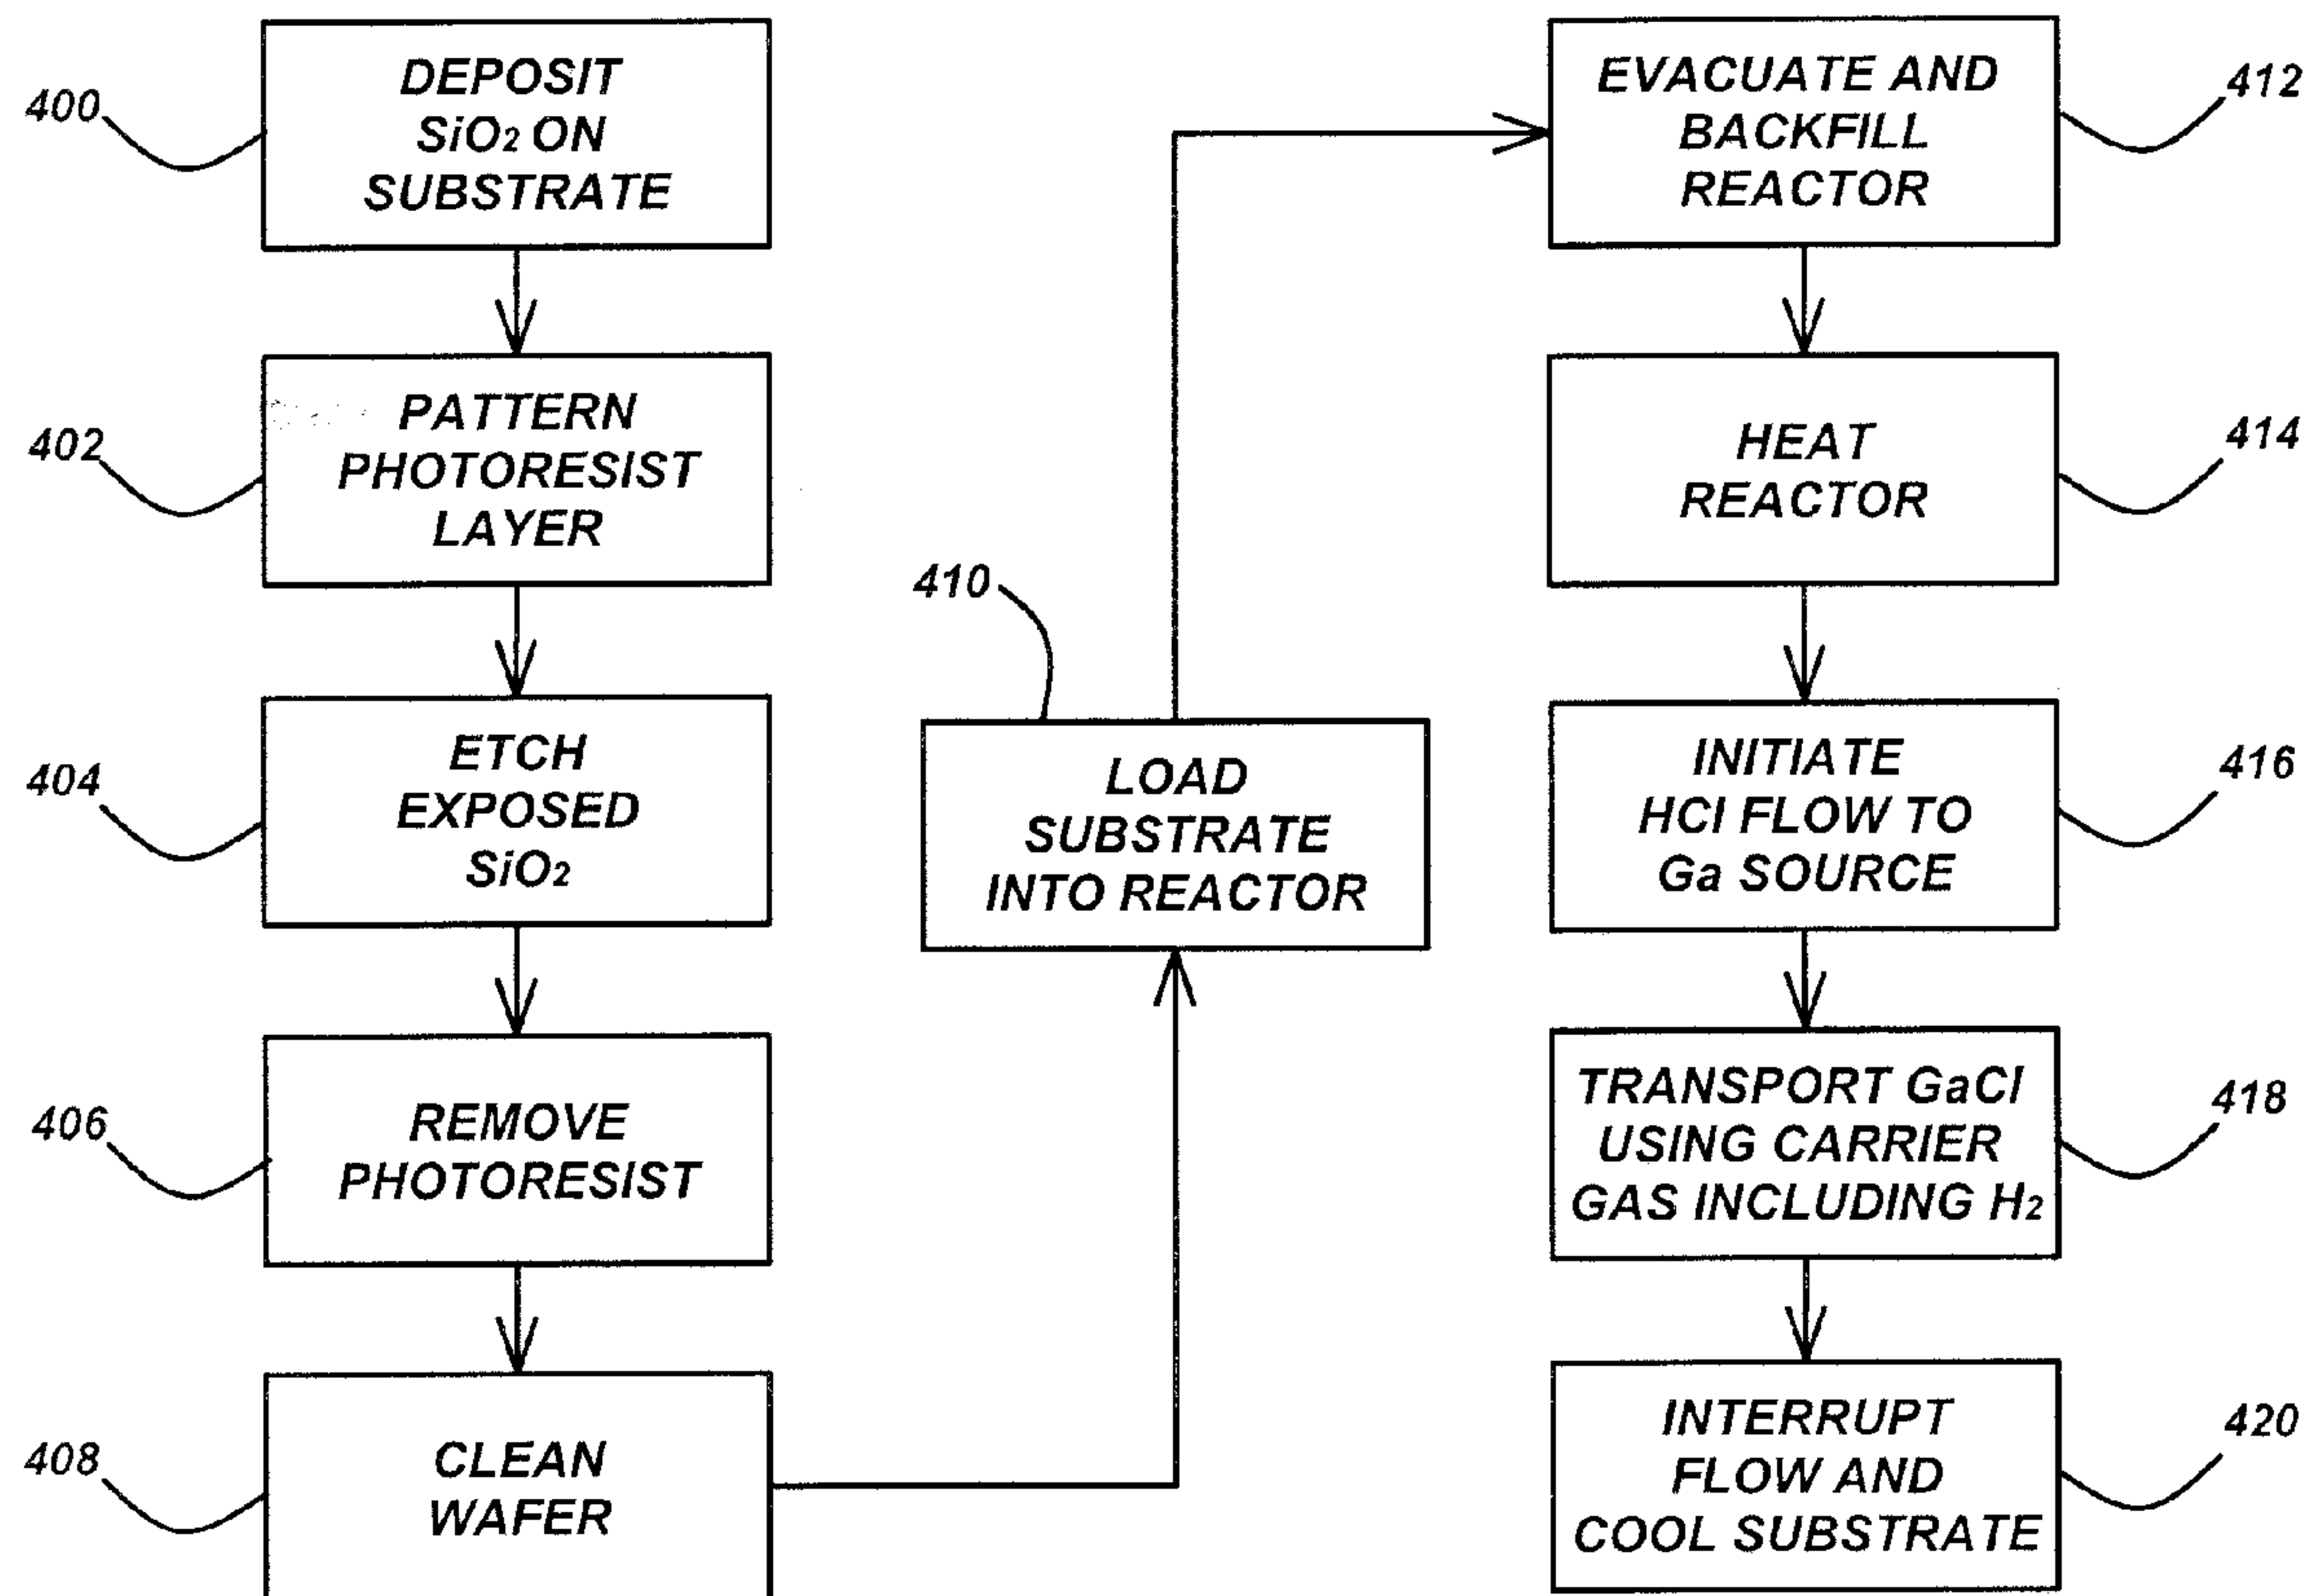 400
DEPOSIT
SiO2 ON
SUBSTRATE
402
PATTERN
PHOTORESIST
LAYER
404
ETCH
EXPOSED
SiO2
406
REMOVE
PHOTORESIST
408
CLEAN
WAFER
410
LOAD
SUBSTRATE
INTO REACTOR
412
EVACUATE AND
BACKFILL
REACTOR
414
HEAT
REACTOR
416
INITIATE
HCl FLOW TO
Ga SOURCE
418
TRANSPORT GaCl
USING CARRIER
GAS INCLUDING H2
420
INTERRUPT
FLOW AND
COOL SUBSTRATE